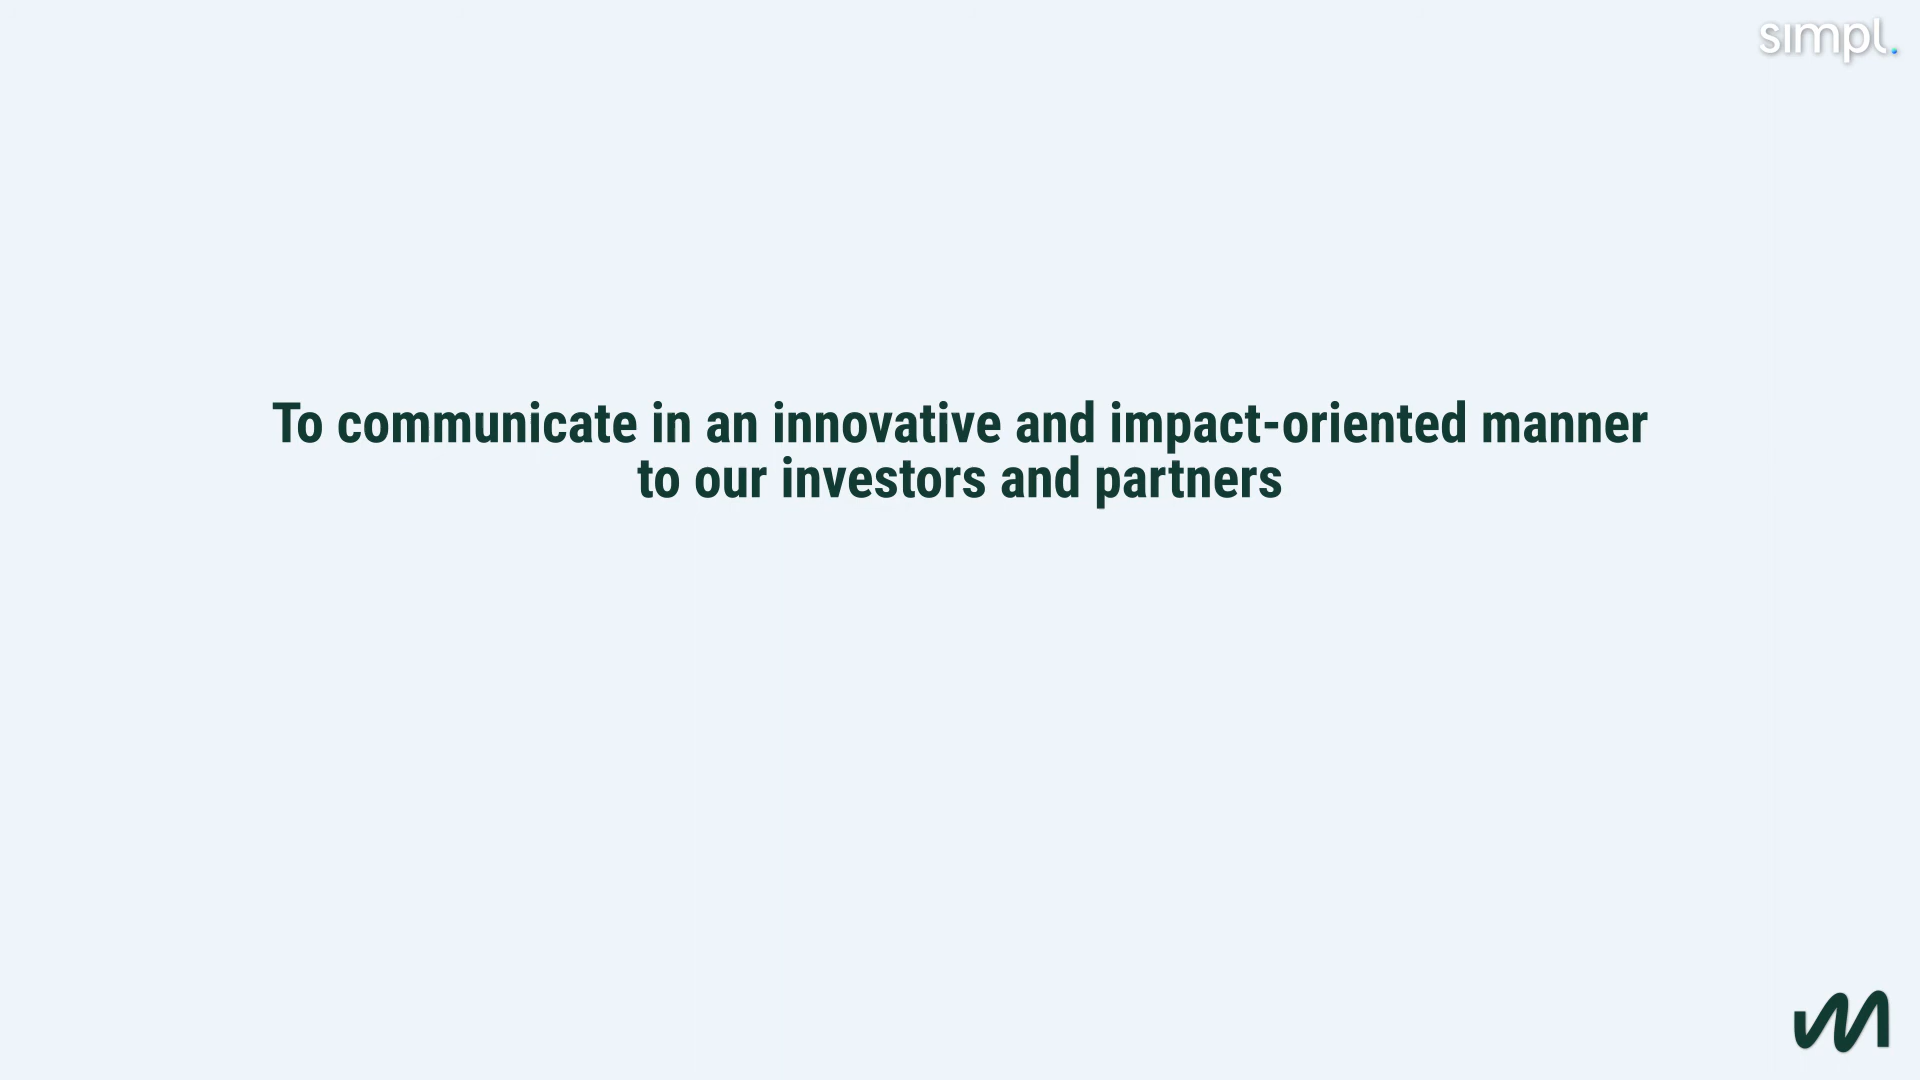 simpl.
To communicate in an innovative and impact-oriented manner
to our investors and partners